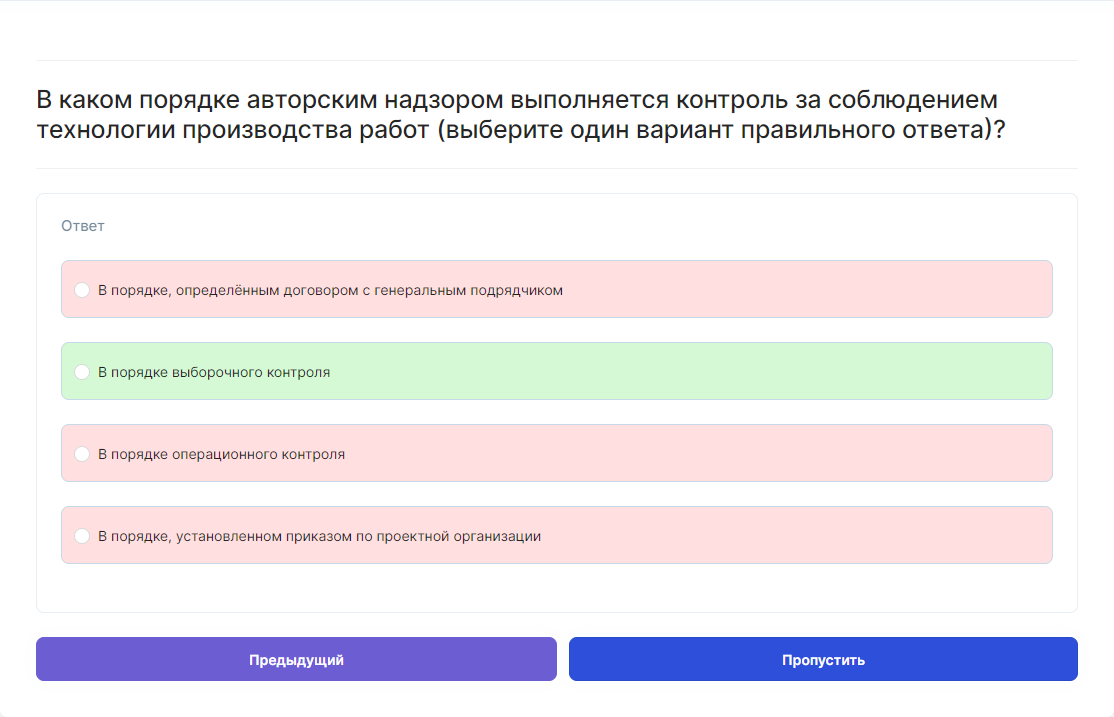 В каком порядке авторским надзором выполняется контроль за соблюдением
технологии производства работ (выберите один вариант правильного ответа)?
Ответ
В порядке, определённым договором с генеральным подрядчиком
В порядке выборочного контроля
В порядке операционного контроля
В порядке, установленном приказом по проектной организации
Предыдущий
Пропустить